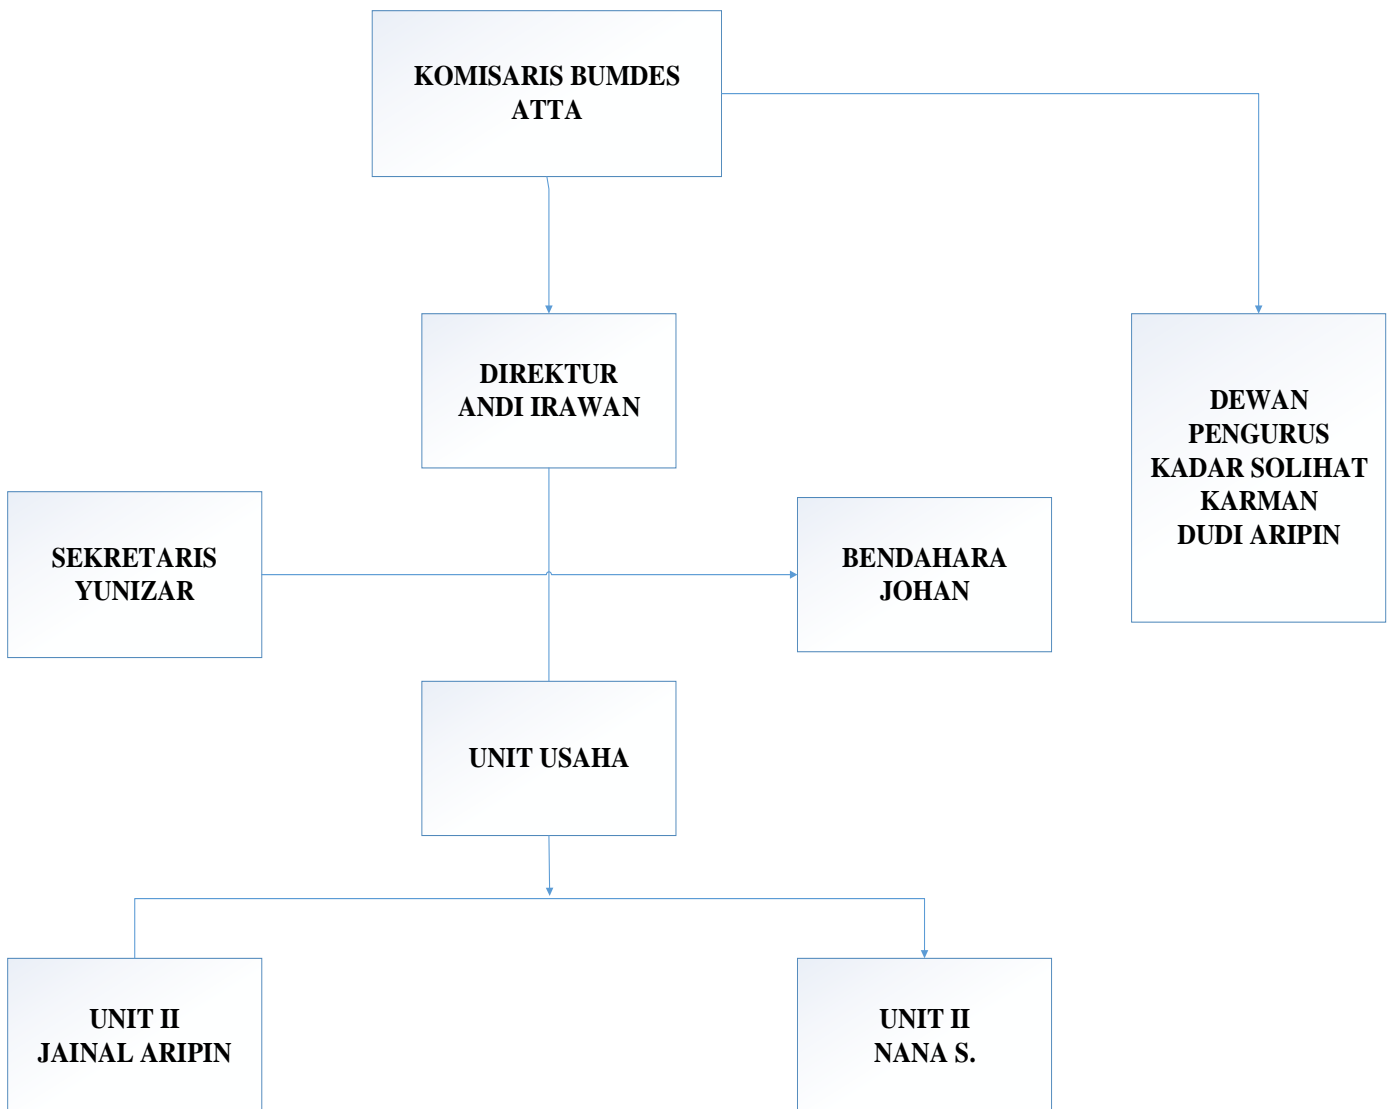 KOMISARIS BUMDES
ATTA
DIREKTUR
ANDI IRAWAN
DEWAN
PENGURUS
KADAR SOLIHAT
KARMAN
DUDI ARIPIN
SEKRETARIS
YUNIZAR
BENDAHARA
JOHAN
UNIT USAHA
UNIT II
JAINAL ARIPIN
UNIT II
NANA S.